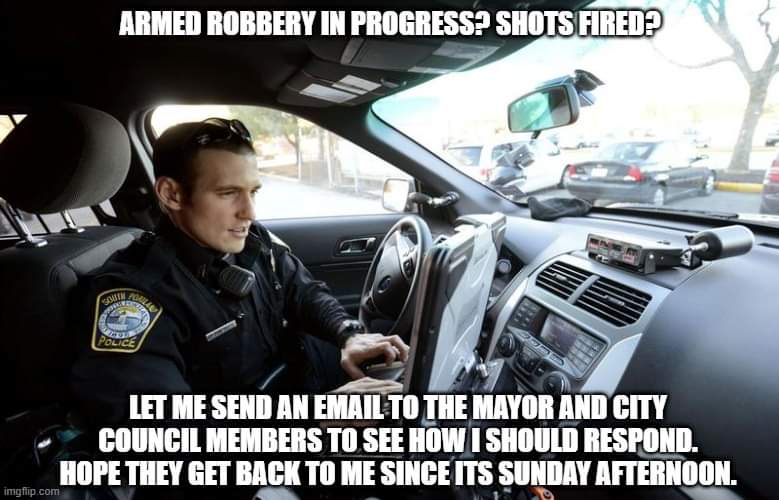 ARMED ROBBERY IN PROGRESS? SHOTS FIRED?
SOUTH PORTLAND
1898
POLICE
LET ME SEND AN EMAIL TO THE MAYOR AND CITY
COUNCIL MEMBERS TO SEE HOW I SHOULD RESPOND.
HOPE THEY GET BACK TO ME SINCE ITS SUNDAY AFTERNOON.
imgflip.com